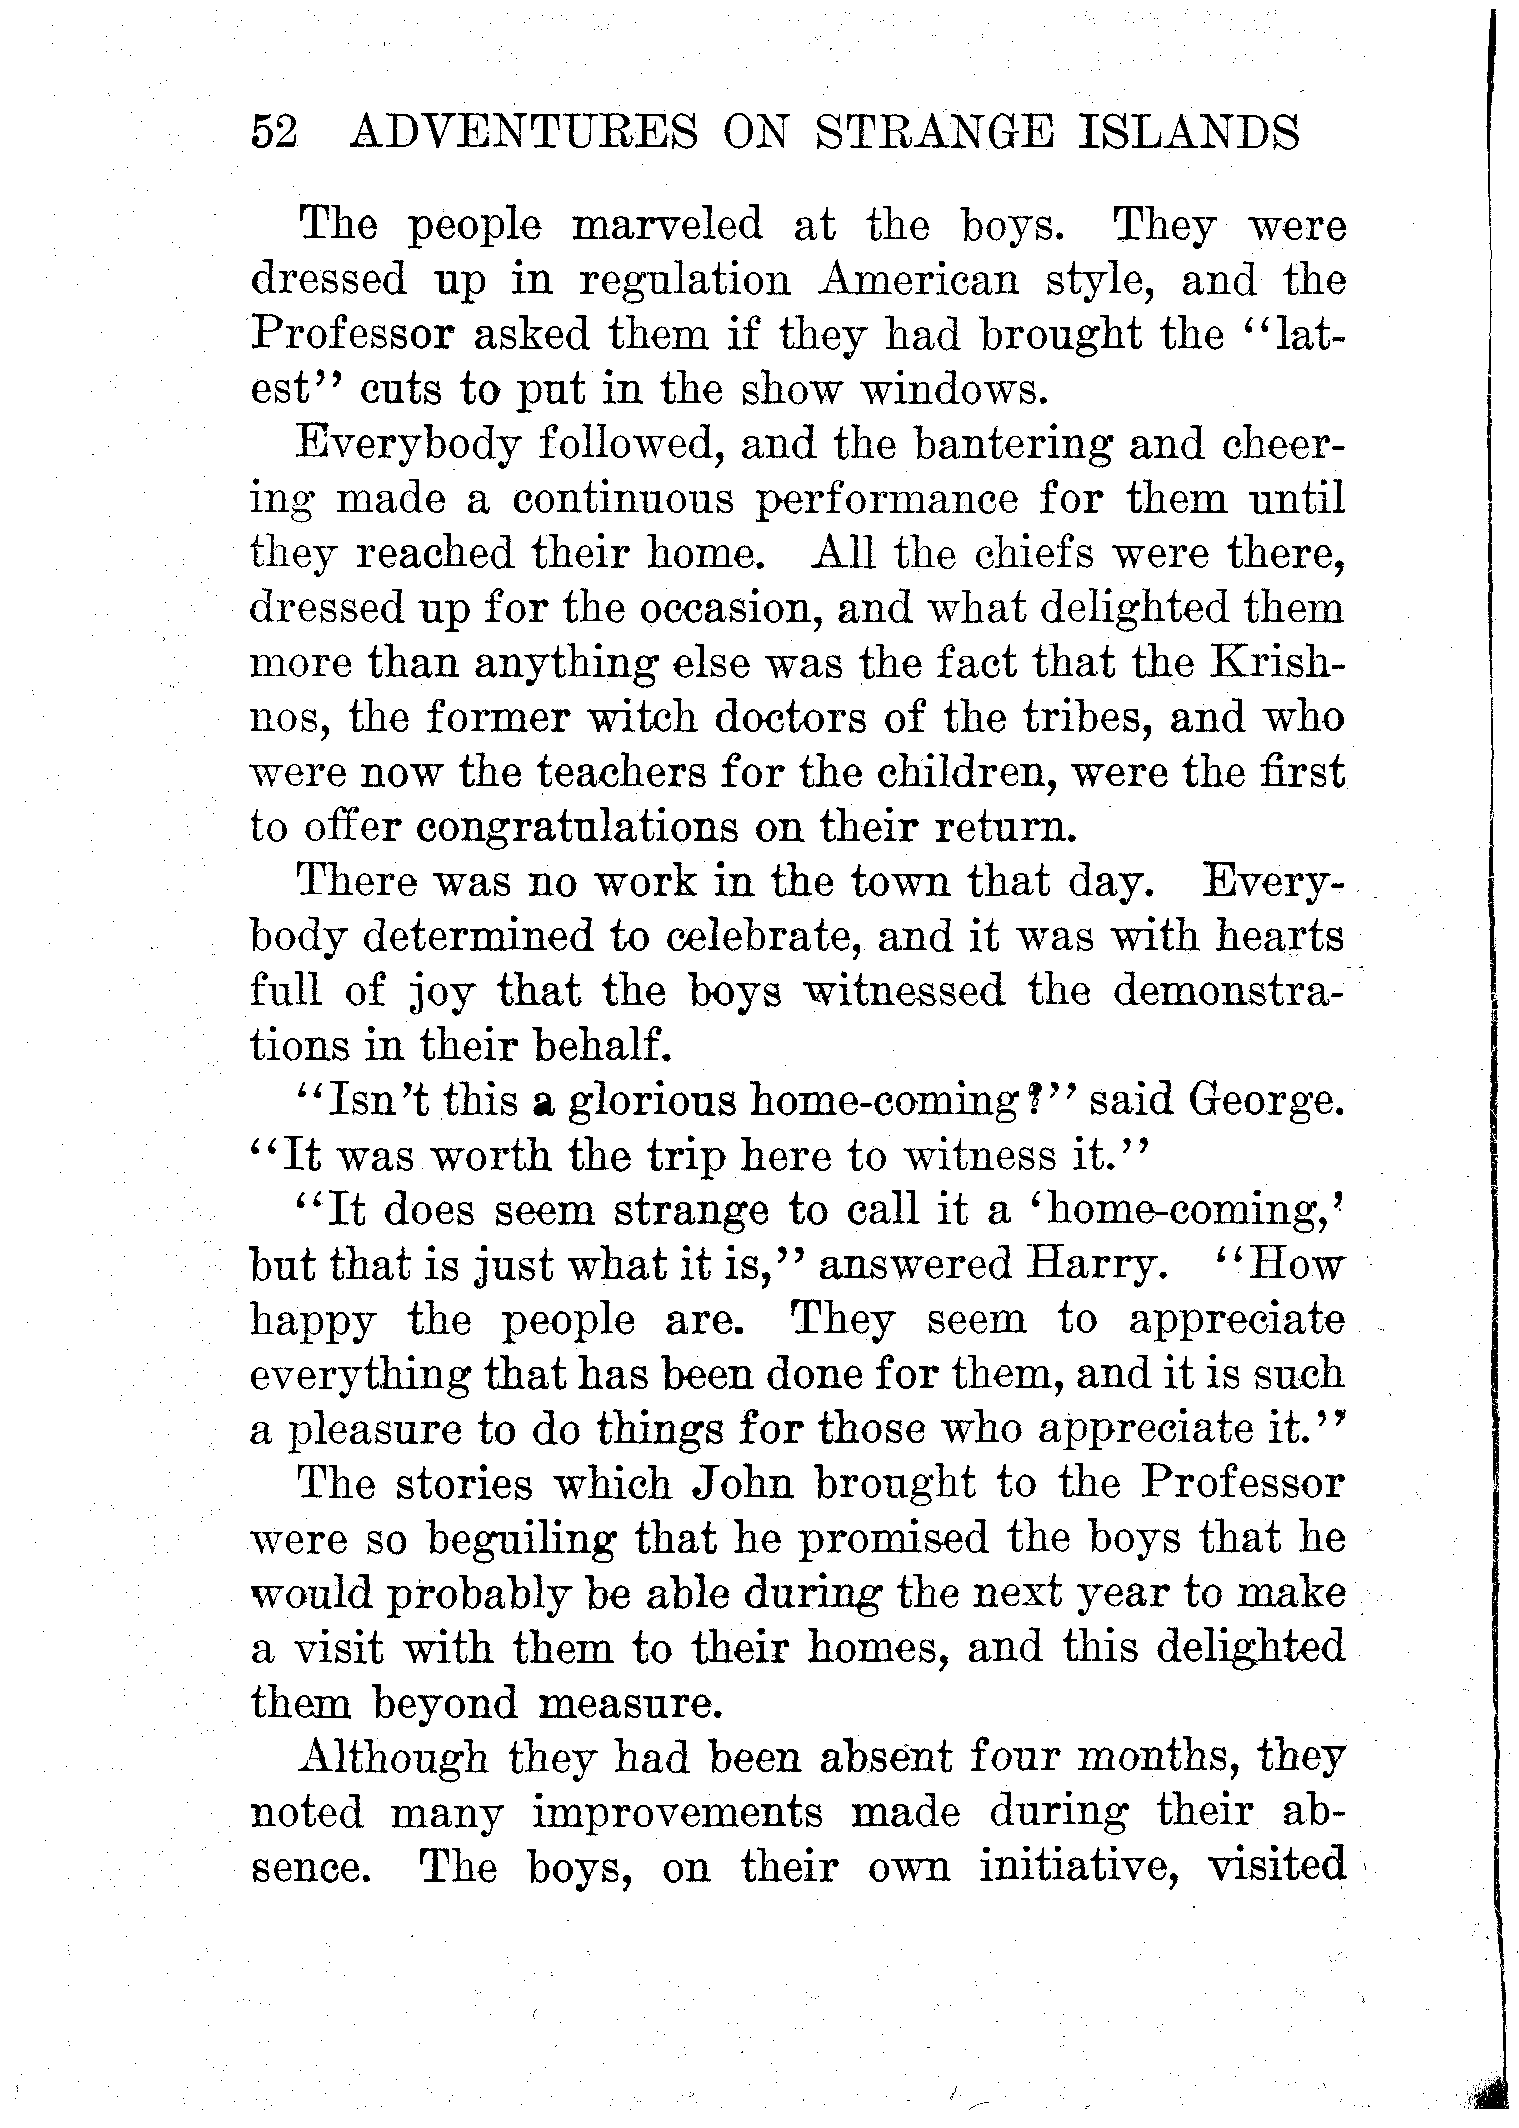 52 ADVENTURES ON STRANGE ISLANDS
The people marveled at the boys. They were
dressed up in regulation American style, and the
Professor asked them if they had brought the "lat-
est" cuts to put in the show windows.
Everybody followed, and the bantering and cheer-
ing made a continuous performance for them until
they reached their home. All the chiefs were there,
dressed up for the occasion, and what delighted them
more than anything else was the fact that the Krish-
nos, the former witch doctors of the tribes, and who
were now the teachers for the children, were the first
to offer congratulations on their return.
There was no work in the town that day. Every-
body determined to celebrate, and it was with hearts
full of joy that the boys witnessed the demonstra-
tions in their behalf.
"Isn't this a glorious home-coming?" said George.
"It was worth the trip here to witness it."
"It does seem strange to call it a 'home-coming,'
but that is just what it is," answered Harry. "How
happy the people are. They seem to appreciate
everything that has been done for them, and it is such
a pleasure to do things for those who appreciate it."
The stories which John brought to the Professor
were so beguiling that he promised the boys that he
would probably be able during the next year to make
a visit with them to their homes, and this delighted
them beyond measure.
Although they had been absent four months, they
noted many improvements made during their ab-
sence. The boys, on their own initiative, visited